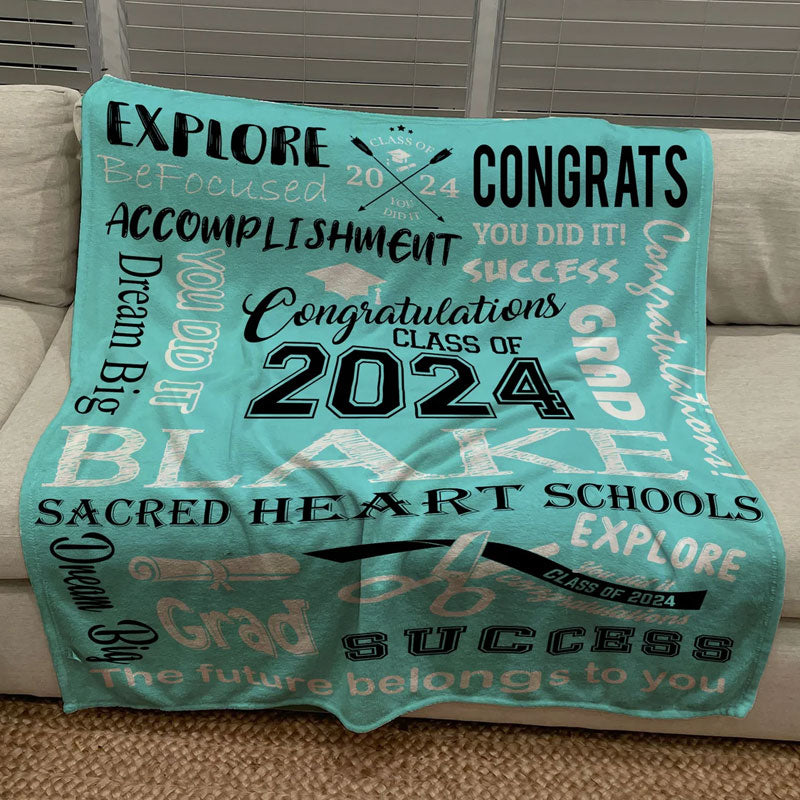 EXPLORE
BeFocused
CLASS OF
20 24
YOU
DID IT
CONGRATS
ACCOMPLISHMENT
YOU DID IT!
SUCCESS
Dream Big
YOU DID IT
Congratulations
CLASS OF
2024
GRAD
Congratulations!
BLAKE
SACRED HEART SCHOOLS
EXPLORE
Dream Big
Grad
congratulations
CLASS OF 2024
SUCCESS
The future belongs to you